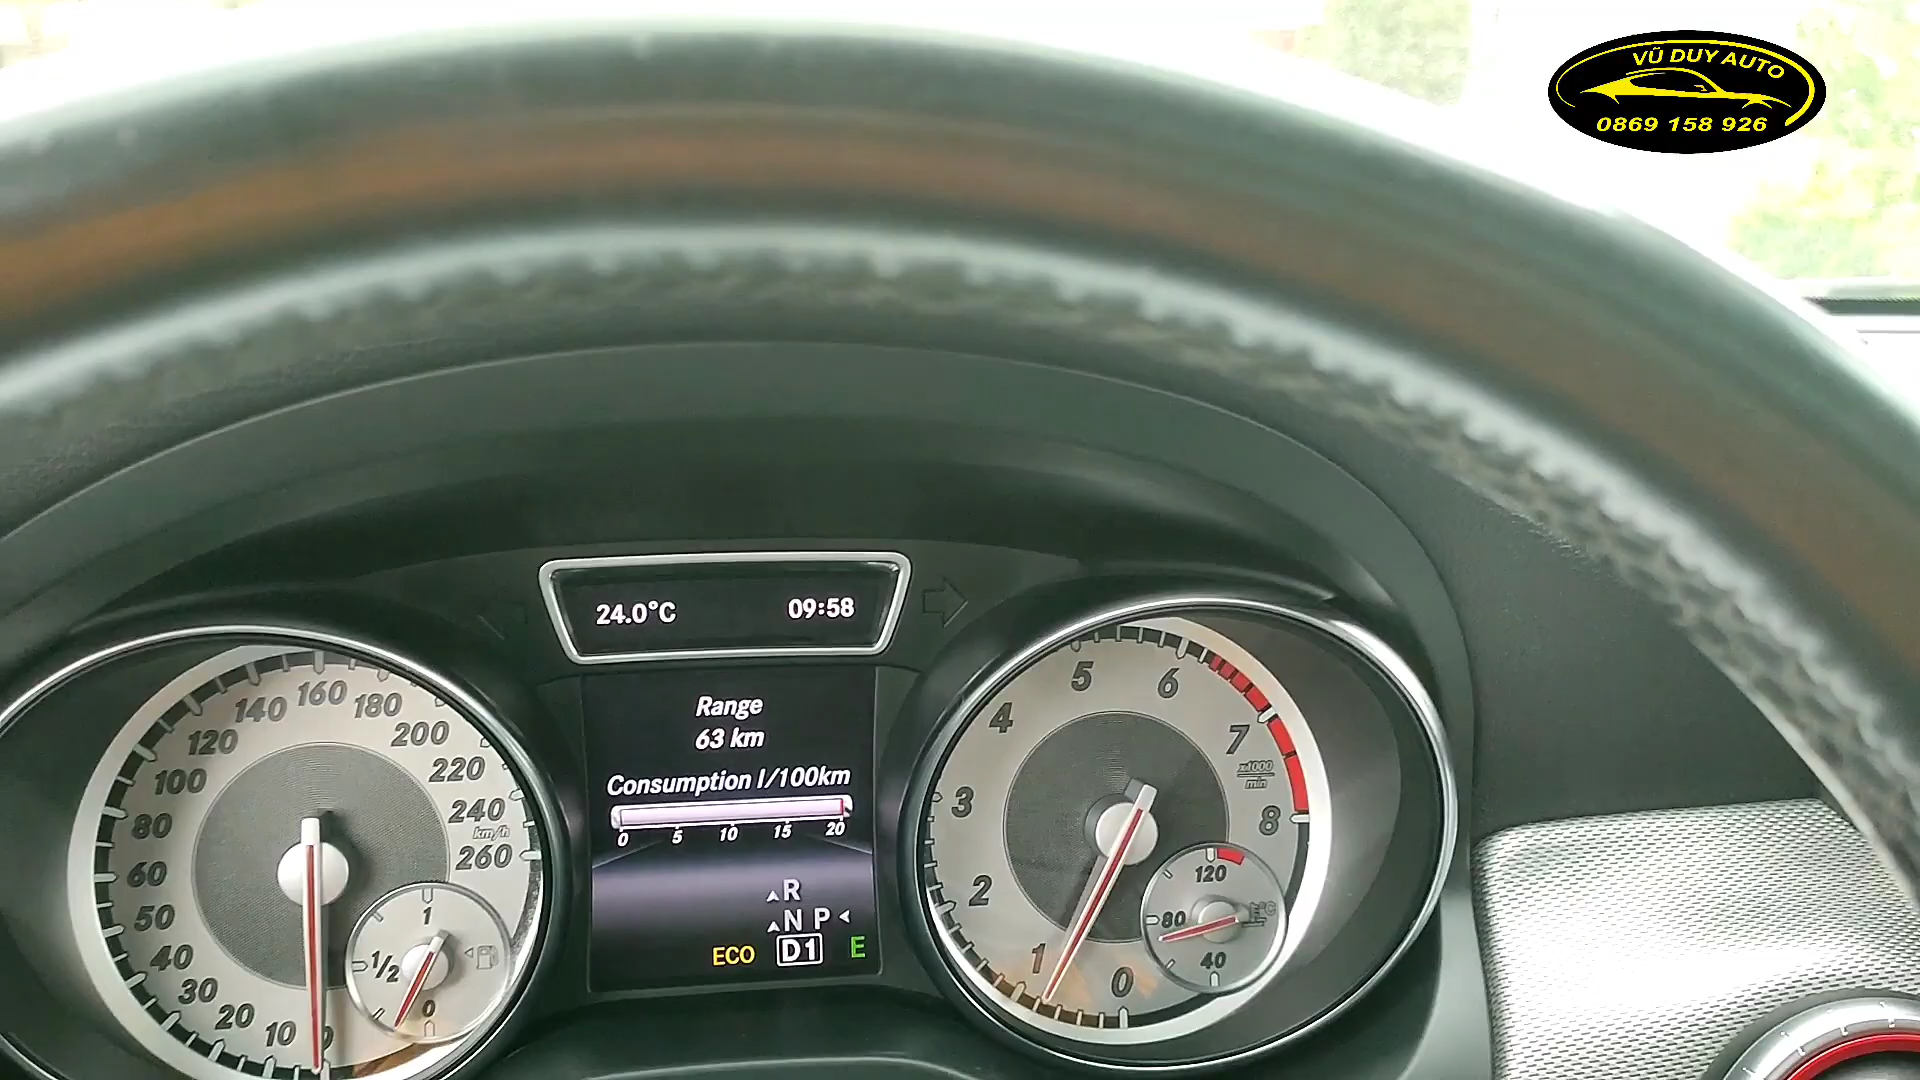 VŨ DUY AUTO
0869 158 926
24.0°C 09:58
Range
63 km
Consumption l/100km
0 5 10 15 20
R
N P
ECO D1 E
0 10 20 30 40 50 60 80 100 120 140 160 180 200 220 240 260
km/h
1
1/2
0
0 1 2 3 4 5 6 7 8
x1000
min
120
80
40
°C